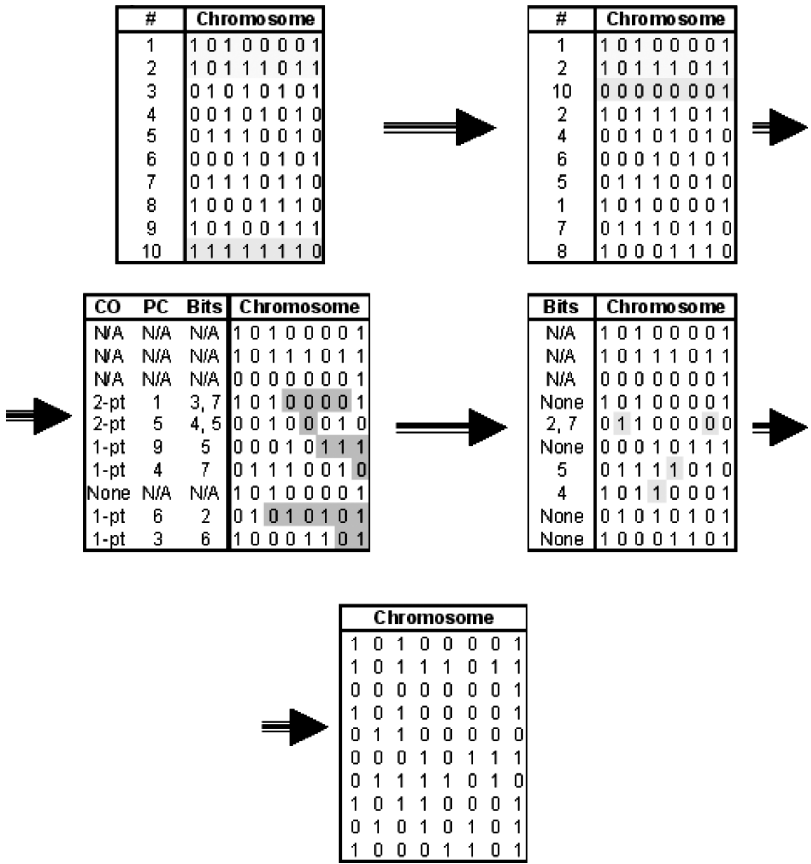 # Chromosome
1 1 0 1 0 0 0 0 1
2 1 0 1 1 1 0 1 1
3 0 1 0 1 0 1 0 1
4 0 0 1 0 1 0 1 0
5 0 1 1 1 0 0 1 0
6 0 0 0 1 0 1 0 1
7 0 1 1 1 0 1 1 0
8 1 0 0 0 1 1 1 0
9 1 0 1 0 0 1 1 1
10 1 1 1 1 1 1 1 0
# Chromosome
1 1 0 1 0 0 0 0 1
2 1 0 1 1 1 0 1 1
10 0 0 0 0 0 0 0 1
2 1 0 1 1 1 0 1 1
4 0 0 1 0 1 0 1 0
6 0 0 0 1 0 1 0 1
5 0 1 1 1 0 0 1 0
1 1 0 1 0 0 0 0 1
7 0 1 1 1 0 1 1 0
8 1 0 0 0 1 1 1 0
CO PC Bits Chromosome
N/A N/A N/A 1 0 1 0 0 0 0 1
N/A N/A N/A 1 0 1 1 1 0 1 1
N/A N/A N/A 0 0 0 0 0 0 0 1
2-pt 1 3, 7 1 0 1 0 0 0 0 1
2-pt 5 4, 5 0 0 1 0 0 0 1 0
1-pt 9 5 0 0 0 1 0 1 1 1
1-pt 4 7 0 1 1 1 0 0 1 0
None N/A N/A 1 0 1 0 0 0 0 1
1-pt 6 2 0 1 0 1 0 1 0 1
1-pt 3 6 1 0 0 0 1 1 0 1
Bits Chromosome
N/A 1 0 1 0 0 0 0 1
N/A 1 0 1 1 1 0 1 1
N/A 0 0 0 0 0 0 0 1
None 1 0 1 0 0 0 0 1
2, 7 0 1 1 0 0 0 0 0
None 0 0 0 1 0 1 1 1
5 0 1 1 1 1 0 1 0
4 1 0 1 1 0 0 0 1
None 0 1 0 1 0 1 0 1
None 1 0 0 0 1 1 0 1
Chromosome
1 0 1 0 0 0 0 1
1 0 1 1 1 0 1 1
0 0 0 0 0 0 0 1
1 0 1 0 0 0 0 1
0 1 1 0 0 0 0 0
0 0 0 1 0 1 1 1
0 1 1 1 1 0 1 0
1 0 1 1 0 0 0 1
0 1 0 1 0 1 0 1
1 0 0 0 1 1 0 1